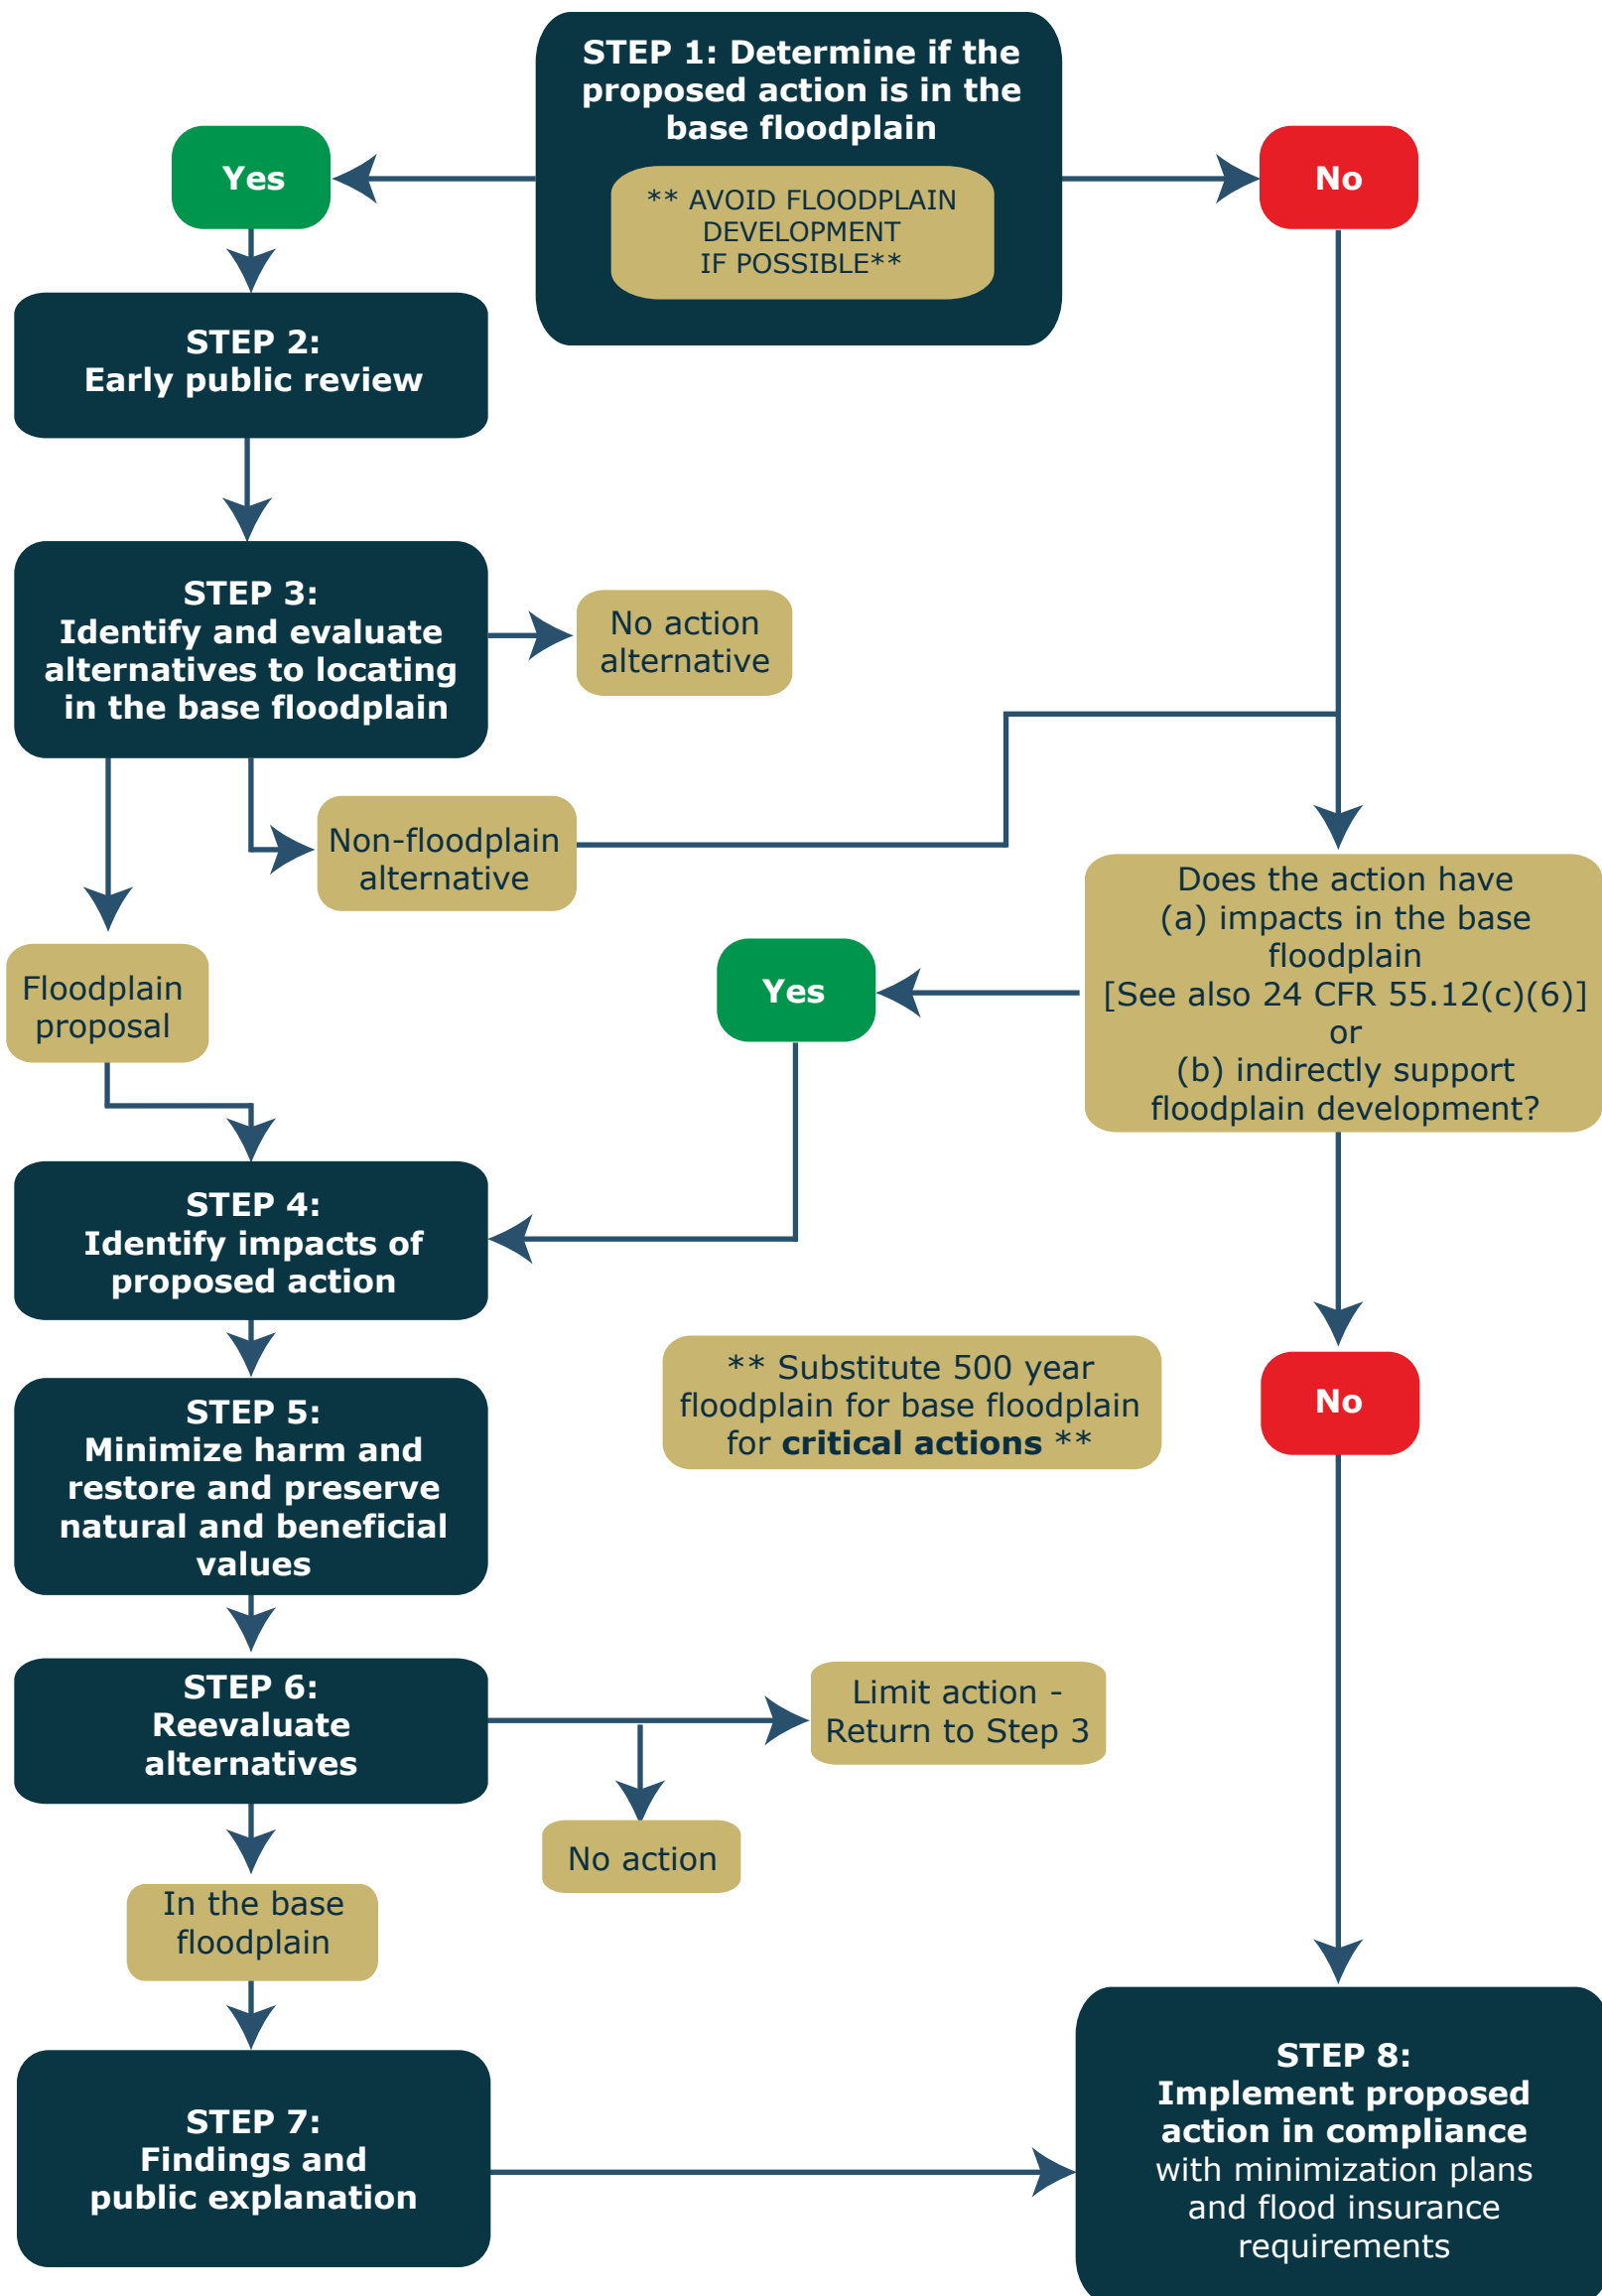 STEP 1: Determine if the
proposed action is in the
base floodplain
** AVOID FLOODPLAIN
DEVELOPMENT
IF POSSIBLE**
Yes
No
STEP 2:
Early public review
STEP 3:
Identify and evaluate
alternatives to locating
in the base floodplain
No action
alternative
Non-floodplain
alternative
Floodplain
proposal
Does the action have
(a) impacts in the base
floodplain
[See also 24 CFR 55.12(c)(6)]
or
(b) indirectly support
floodplain development?
Yes
STEP 4:
Identify impacts of
proposed action
** Substitute 500 year
floodplain for base floodplain
for critical actions **
No
STEP 5:
Minimize harm and
restore and preserve
natural and beneficial
values
STEP 6:
Reevaluate
alternatives
Limit action -
Return to Step 3
No action
In the base
floodplain
STEP 7:
Findings and
public explanation
STEP 8:
Implement proposed
action in compliance
with minimization plans
and flood insurance
requirements